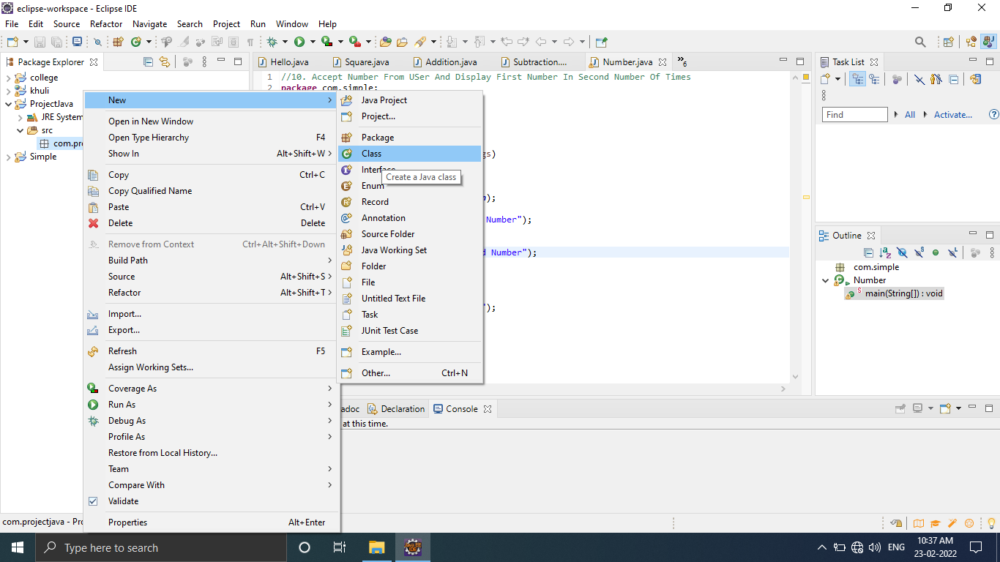 eclipse-workspace - Eclipse IDE
File Edit Source Refactor Navigate Search Project Run Window Help
Package Explorer
college
khuli
ProjectJava
JRE System
src
com.pro
Simple
Hello.java
Square.java
Addition.java
Subtraction....
Number.java
»6
1 //10. Accept Number From USer And Display First Number In Second Number Of Times
2 package com.simple;
gs)
);
Number");
d Number");
");
New
Open in New Window
Open Type Hierarchy F4
Show In Alt+Shift+W
Copy Ctrl+C
Copy Qualified Name
Paste Ctrl+V
Delete Delete
Remove from Context Ctrl+Alt+Shift+Down
Build Path
Source Alt+Shift+S
Refactor Alt+Shift+T
Import...
Export...
Refresh F5
Assign Working Sets...
Coverage As
Run As
Debug As
Profile As
Restore from Local History...
Team
Compare With
Validate
Properties Alt+Enter
Java Project
Project...
Package
Class
Interface
Create a Java class
Enum
Record
Annotation
Source Folder
Java Working Set
Folder
File
Untitled Text File
Task
JUnit Test Case
Example...
Other... Ctrl+N
Task List
Find
All
Activate...
Outline
com.simple
Number
main(String[]) : void
adoc
Declaration
Console
at this time.
com.projectjava - Pro
Type here to search
ENG
10:37 AM
23-02-2022